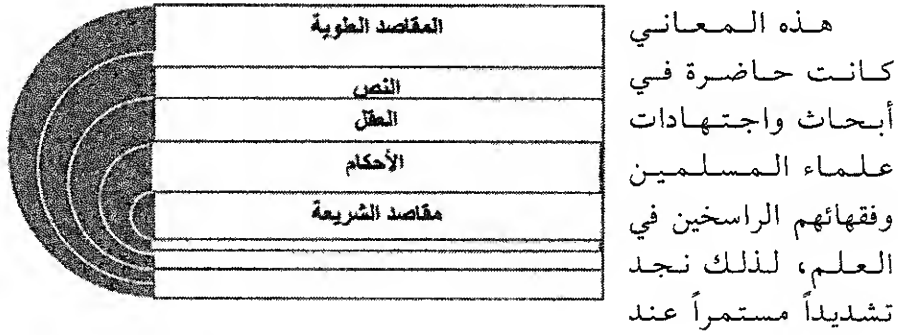 هذه المعاني
كانت حاضرة في
أبحاث واجتهادات
علماء المسلمين
وفقهائهم الراسخين في
العلم، لذلك نجد
تشديداً مستمراً عند
المقاصد الطوية
النص
العقل
الأحكام
مقاصد الشريعة